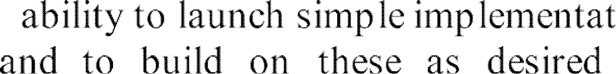 ability to launch simple implementat
and to build on these as desired